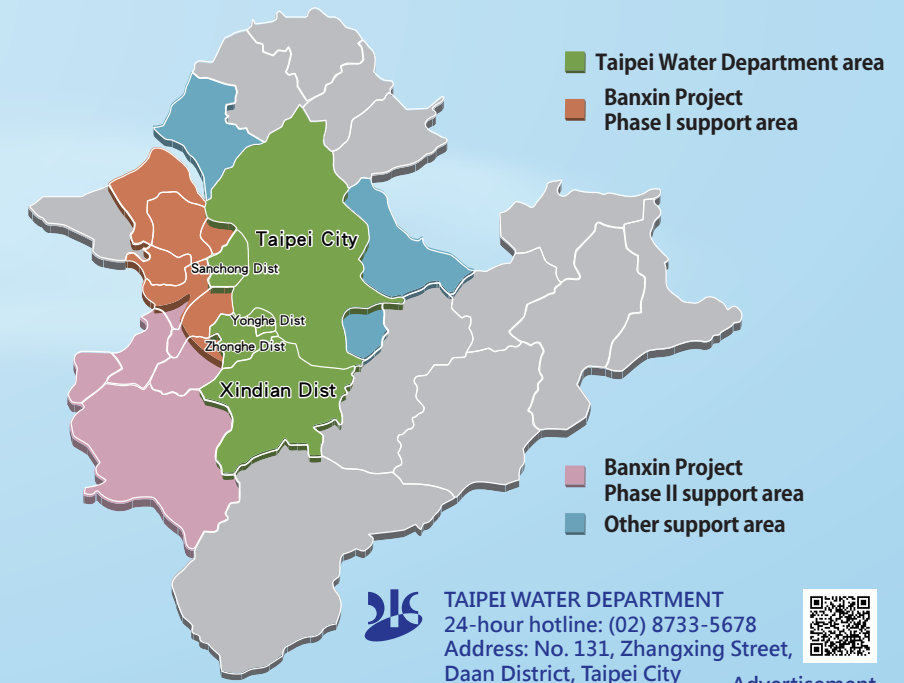 Taipei Water Department area
Banxin Project
Phase I support area
Taipei City
Sanchong Dist
Yonghe Dist
Zhonghe Dist
Xindian Dist
Banxin Project
Phase II support area
Other support area
TAIPEI WATER DEPARTMENT
24-hour hotline: (02) 8733-5678
Address: No. 131, Zhangxing Street,
Daan District, Taipei City
Advertisement